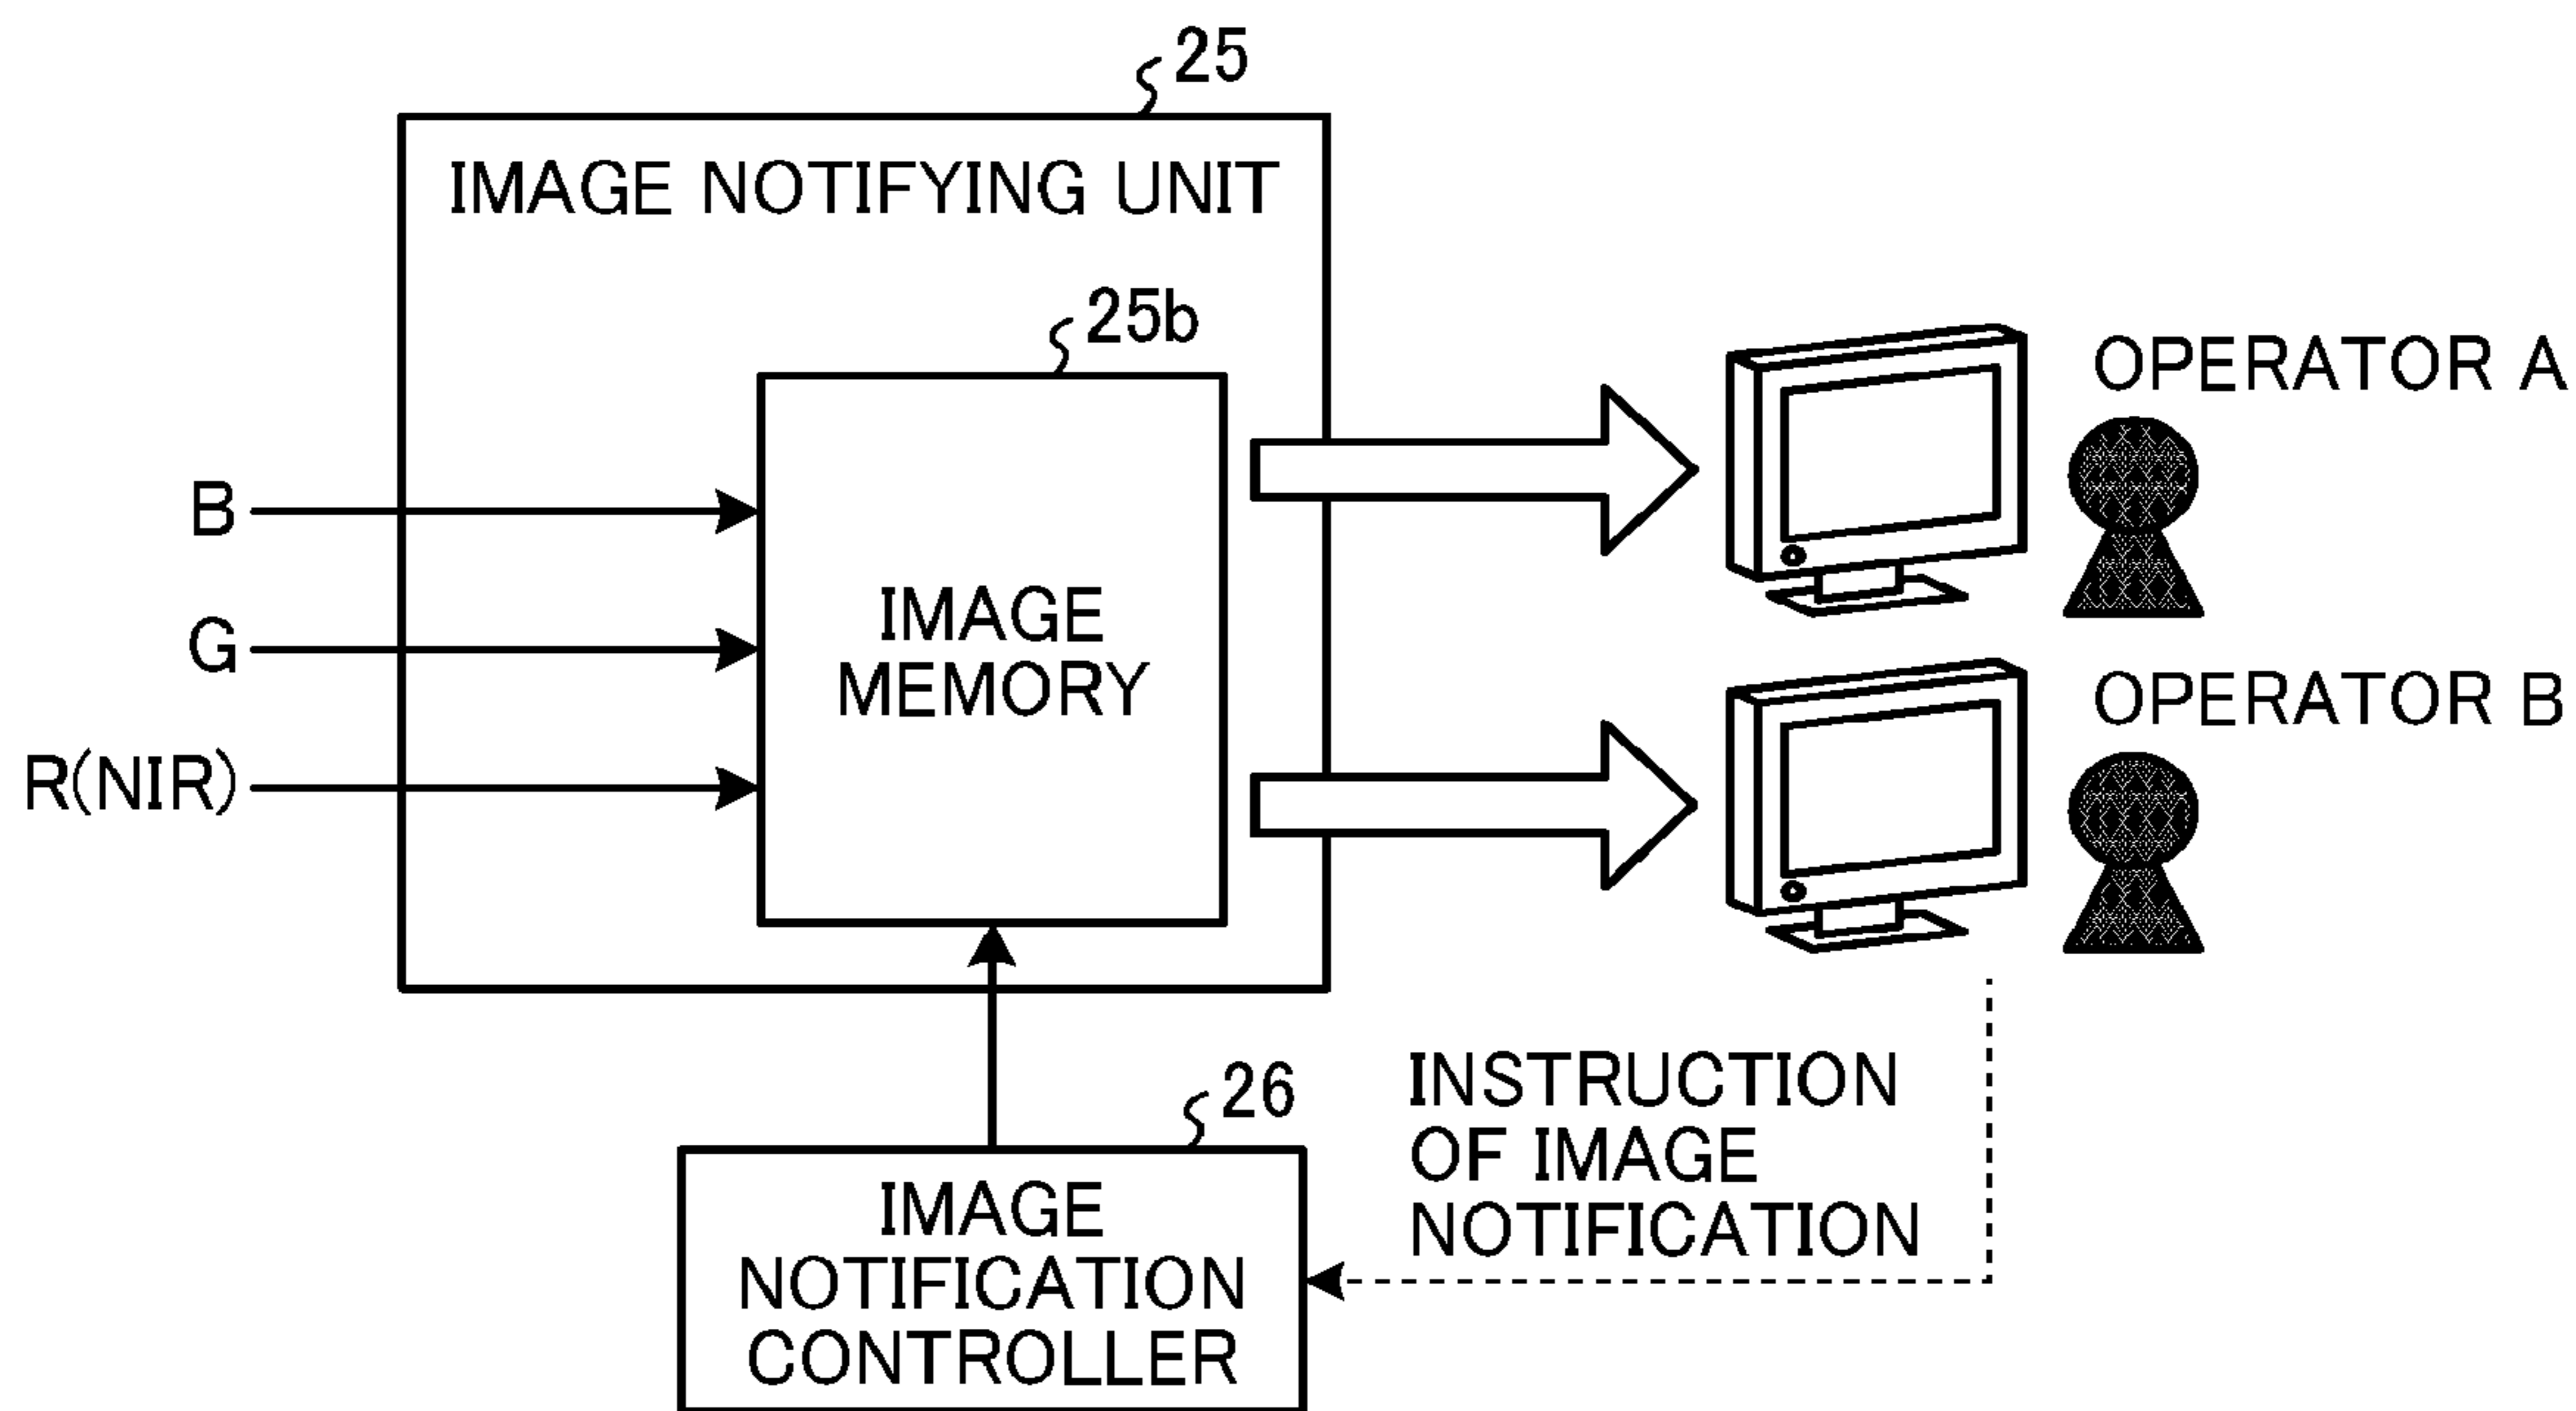 25
IMAGE NOTIFYING UNIT
25b
OPERATOR A
B
G
IMAGE
MEMORY
R(NIR)
OPERATOR B
26
INSTRUCTION
OF IMAGE
NOTIFICATION
IMAGE
NOTIFICATION
CONTROLLER